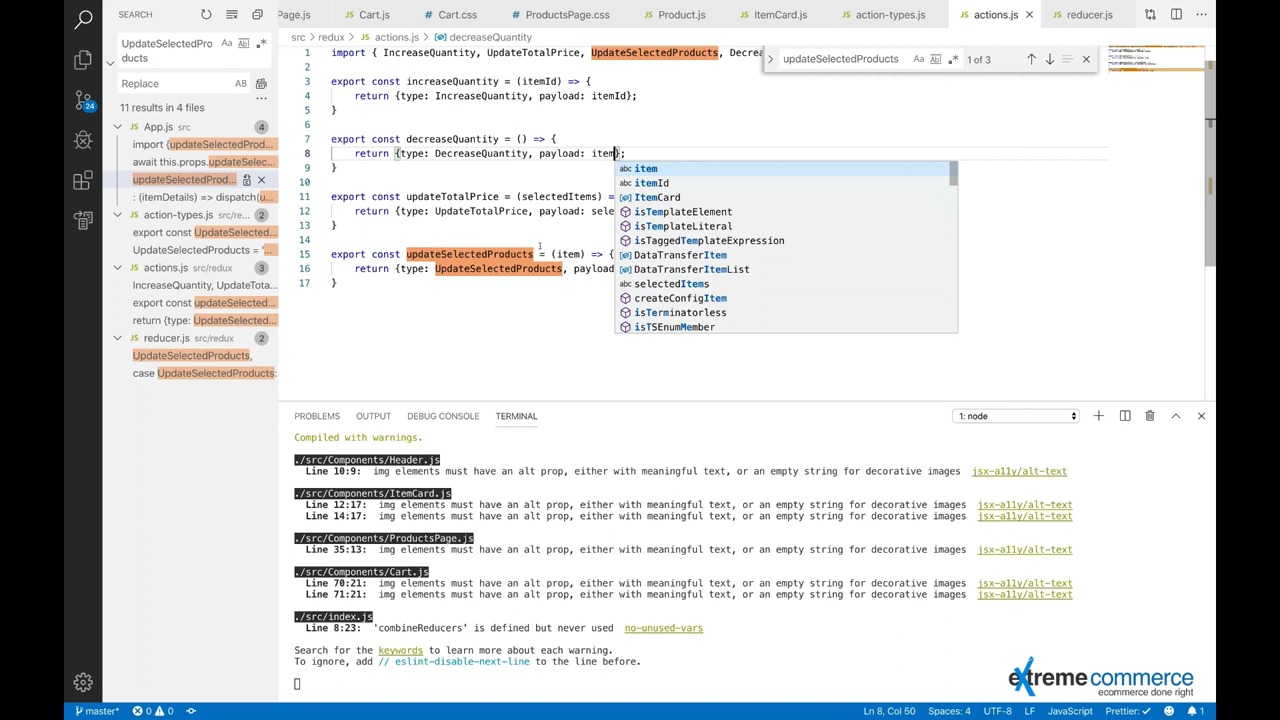 SEARCH
Page.js
Cart.js
Cart.css
ProductsPage.css
Product.js
ItemCard.js
action-types.js
actions.js
reducer.js
UpdateSelectedPro
ducts
Aa
Replace
11 results in 4 files
App.js src 4
import {updateSelectedProd...
await this.props.updateSelec...
updateSelectedProd...
: (itemDetails) => dispatch(u...
action-types.js src/re... 2
export const UpdateSelected...
UpdateSelectedProducts = '...
actions.js src/redux 3
IncreaseQuantity, UpdateTota...
export const updateSelected...
return {type: UpdateSelected...
reducer.js src/redux 2
UpdateSelectedProducts,
case UpdateSelectedProducts:
24
src > redux > actions.js > decreaseQuantity
updateSelectedProducts Aa 1 of 3
1 import { IncreaseQuantity, UpdateTotalPrice, UpdateSelectedProducts, Decrea
2
3 export const increaseQuantity = (itemId) => {
4 return {type: IncreaseQuantity, payload: itemId};
5 }
6
7 export const decreaseQuantity = () => {
8 return {type: DecreaseQuantity, payload: item};
9 }
10
11 export const updateTotalPrice = (selectedItems) =
12 return {type: UpdateTotalPrice, payload: sele
13 }
14
15 export const updateSelectedProducts = (item) => {
16 return {type: UpdateSelectedProducts, payload
17 }
abc item
abc itemId
ItemCard
isTemplateElement
isTemplateLiteral
isTaggedTemplateExpression
DataTransferItem
DataTransferItemList
abc selectedItems
createConfigItem
isTerminatorless
isTSEnumMember
PROBLEMS OUTPUT DEBUG CONSOLE TERMINAL
1: node
Compiled with warnings.
./src/Components/Header.js
Line 10:9: img elements must have an alt prop, either with meaningful text, or an empty string for decorative images jsx-a11y/alt-text
./src/Components/ItemCard.js
Line 12:17: img elements must have an alt prop, either with meaningful text, or an empty string for decorative images jsx-a11y/alt-text
Line 14:17: img elements must have an alt prop, either with meaningful text, or an empty string for decorative images jsx-a11y/alt-text
./src/Components/ProductsPage.js
Line 35:13: img elements must have an alt prop, either with meaningful text, or an empty string for decorative images jsx-a11y/alt-text
./src/Components/Cart.js
Line 70:21: img elements must have an alt prop, either with meaningful text, or an empty string for decorative images jsx-a11y/alt-text
Line 71:21: img elements must have an alt prop, either with meaningful text, or an empty string for decorative images jsx-a11y/alt-text
./src/index.js
Line 8:23: 'combineReducers' is defined but never used no-unused-vars
Search for the keywords to learn more about each warning.
To ignore, add // eslint-disable-next-line to the line before.
extreme commerce
ecommerce done right
master* 0 0
Ln 8, Col 50 Spaces: 4 UTF-8 LF JavaScript Prettier: ✓ 1